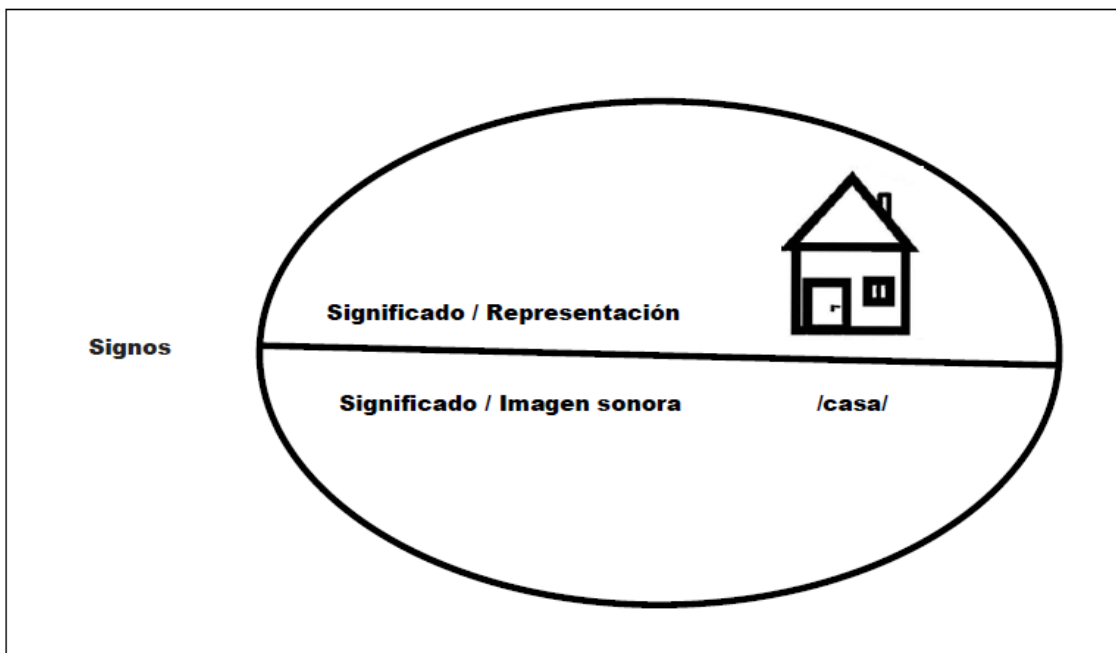 Significado / Representación
Signos
Significado / Imagen sonora /casa/